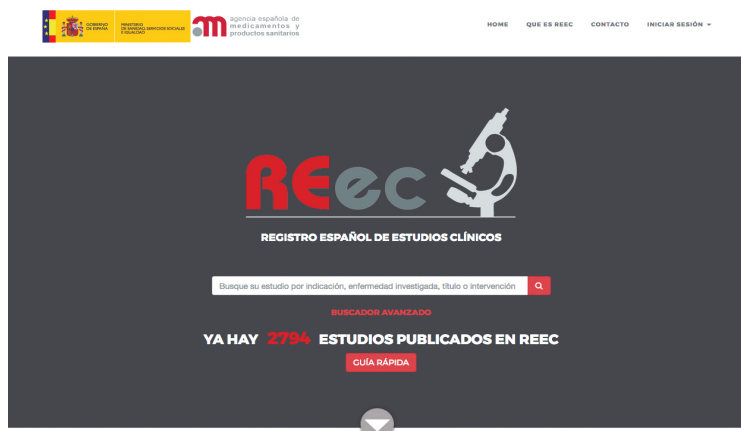 GOBIERNO
DE ESPAÑA
MINISTERIO
DE SANIDAD, SERVICIOS SOCIALES
E IGUALDAD
agencia española de
medicamentos y
productos sanitarios
HOME QUE ES REEC CONTACTO INICIAR SESIÓN
REec
REGISTRO ESPAÑOL DE ESTUDIOS CLÍNICOS
Busque su estudio por indicación, enfermedad investigada, título o intervención
BUSCADOR AVANZADO
YA HAY 2794 ESTUDIOS PUBLICADOS EN REEC
GUÍA RÁPIDA